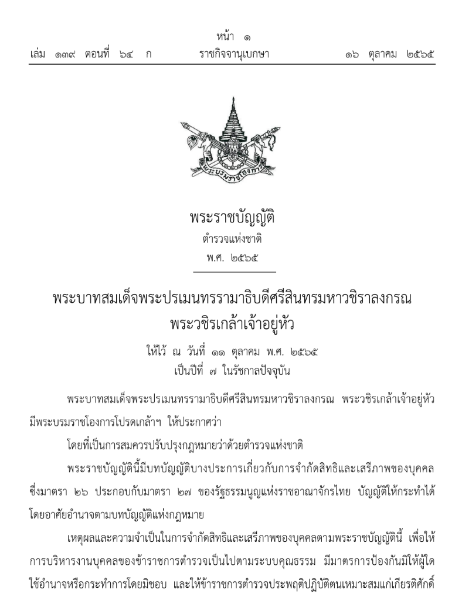 หน้า ๑
เล่ม ๑๓๙ ตอนที่ ๖๔ ก ราชกิจจานุเบกษา ๑๖ ตุลาคม ๒๕๖๕
พระราชบัญญัติ
ตำรวจแห่งชาติ
พ.ศ. ๒๕๖๕
พระบาทสมเด็จพระปรเมนทรรามาธิบดีศรีสินทรมหาวชิราลงกรณ
พระวชิรเกล้าเจ้าอยู่หัว
ให้ไว้ ณ วันที่ ๑๑ ตุลาคม พ.ศ. ๒๕๖๕
เป็นปีที่ ๗ ในรัชกาลปัจจุบัน
พระบาทสมเด็จพระปรเมนทรรามาธิบดีศรีสินทรมหาวชิราลงกรณ พระวชิรเกล้าเจ้าอยู่หัว
มีพระบรมราชโองการโปรดเกล้าฯ ให้ประกาศว่า
โดยที่เป็นการสมควรปรับปรุงกฎหมายว่าด้วยตำรวจแห่งชาติ
พระราชบัญญัตินี้มีบทบัญญัติบางประการเกี่ยวกับการจำกัดสิทธิและเสรีภาพของบุคคล
ซึ่งมาตรา ๒๖ ประกอบกับมาตรา ๒๗ ของรัฐธรรมนูญแห่งราชอาณาจักรไทย บัญญัติให้กระทำได้
โดยอาศัยอำนาจตามบทบัญญัติแห่งกฎหมาย
เหตุผลและความจำเป็นในการจำกัดสิทธิและเสรีภาพของบุคคลตามพระราชบัญญัตินี้ เพื่อให้
การบริหารงานบุคคลของข้าราชการตำรวจเป็นไปตามระบบคุณธรรม มีมาตรการป้องกันมิให้ผู้ใด
ใช้อำนาจหรือกระทำการโดยมิชอบ และให้ข้าราชการตำรวจประพฤติปฏิบัติตนเหมาะสมแก่เกียรติศักดิ์